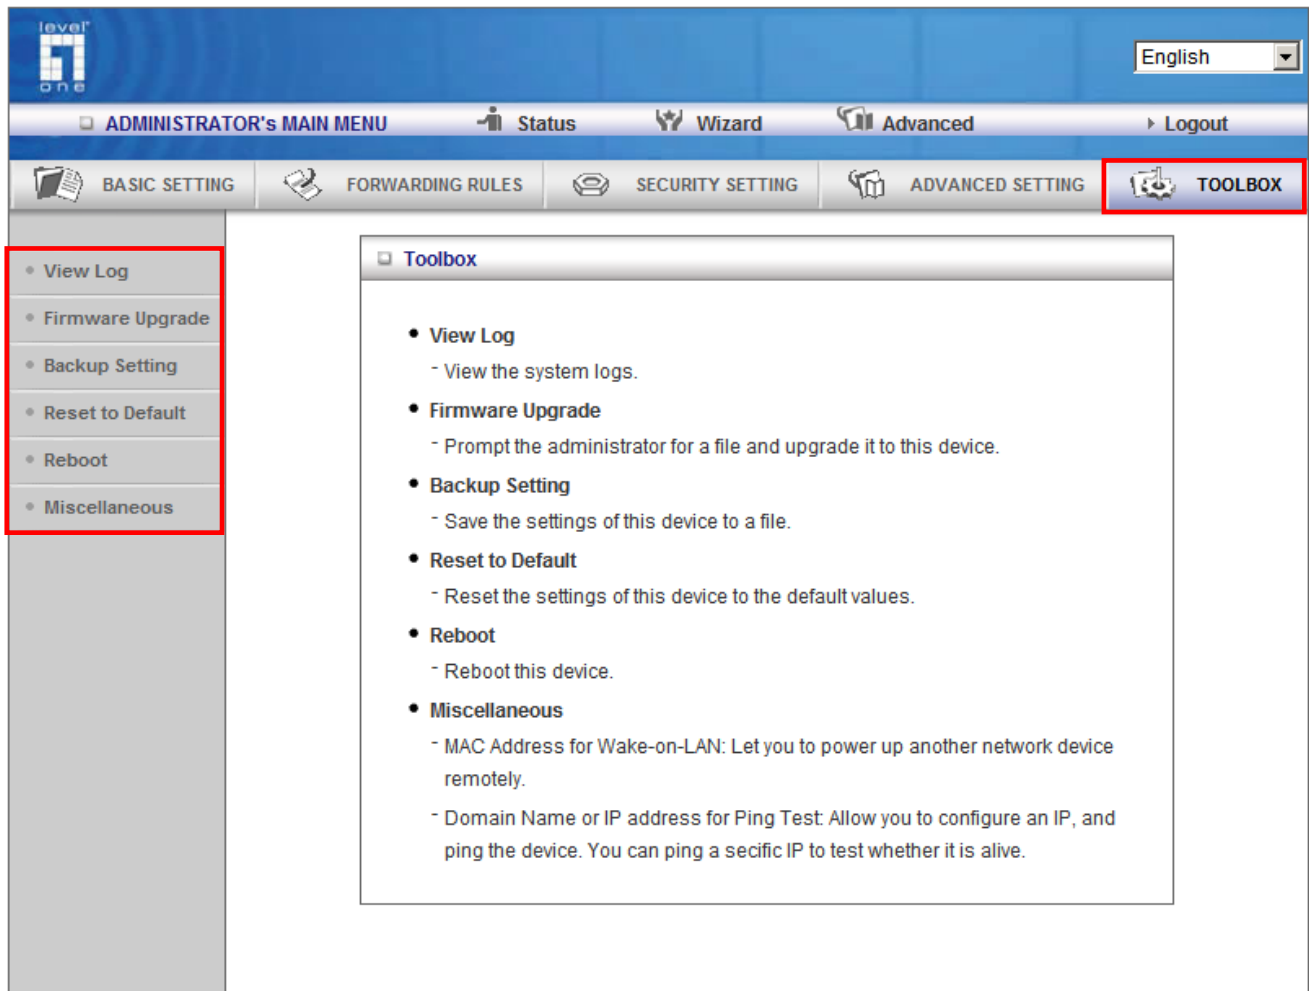 level
one
English
ADMINISTRATOR's MAIN MENU Status Wizard Advanced Logout
BASIC SETTING FORWARDING RULES SECURITY SETTING ADVANCED SETTING TOOLBOX
View Log
Firmware Upgrade
Backup Setting
Reset to Default
Reboot
Miscellaneous
Toolbox
• View Log
- View the system logs.
• Firmware Upgrade
- Prompt the administrator for a file and upgrade it to this device.
• Backup Setting
- Save the settings of this device to a file.
• Reset to Default
- Reset the settings of this device to the default values.
• Reboot
- Reboot this device.
• Miscellaneous
- MAC Address for Wake-on-LAN: Let you to power up another network device
remotely.
- Domain Name or IP address for Ping Test: Allow you to configure an IP, and
ping the device. You can ping a secific IP to test whether it is alive.